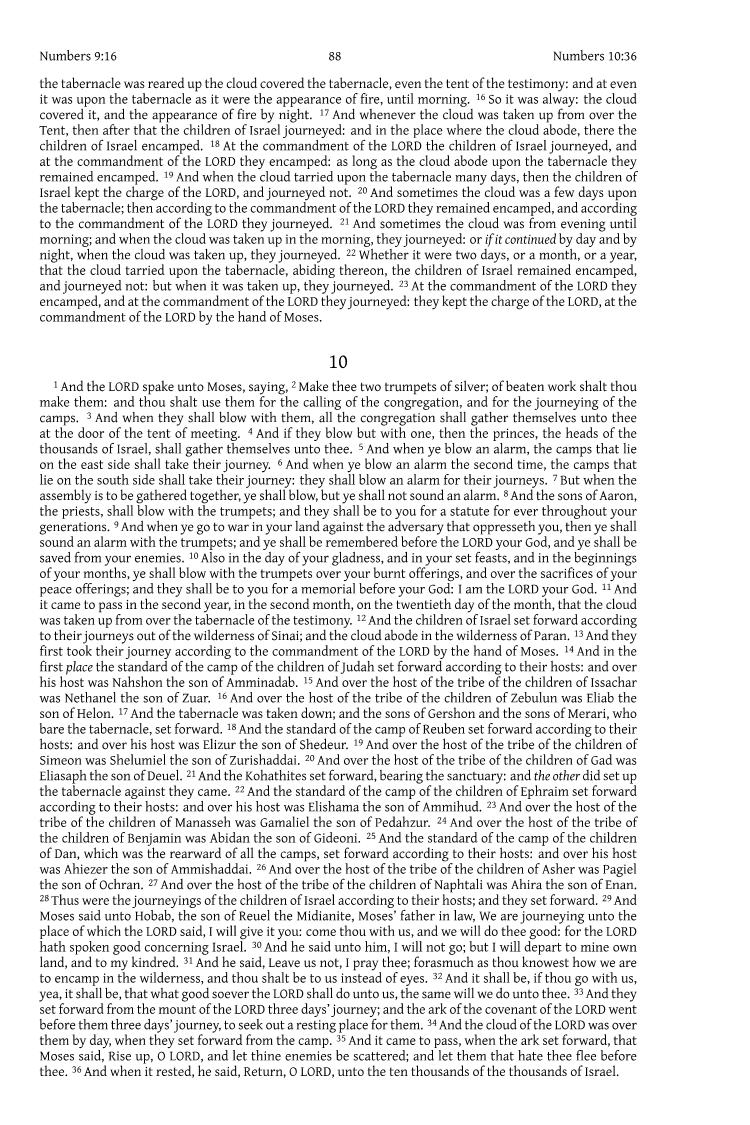 Numbers 9:16 88 Numbers 10:36
the tabernacle was reared up the cloud covered the tabernacle, even the tent of the testimony: and at even
it was upon the tabernacle as it were the appearance of fire, until morning. 16 So it was alway: the cloud
covered it, and the appearance of fire by night. 17 And whenever the cloud was taken up from over the
Tent, then after that the children of Israel journeyed: and in the place where the cloud abode, there the
children of Israel encamped. 18 At the commandment of the LORD the children of Israel journeyed, and
at the commandment of the LORD they encamped: as long as the cloud abode upon the tabernacle they
remained encamped. 19 And when the cloud tarried upon the tabernacle many days, then the children of
Israel kept the charge of the LORD, and journeyed not. 20 And sometimes the cloud was a few days upon
the tabernacle; then according to the commandment of the LORD they remained encamped, and according
to the commandment of the LORD they journeyed. 21 And sometimes the cloud was from evening until
morning; and when the cloud was taken up in the morning, they journeyed: or if it continued by day and by
night, when the cloud was taken up, they journeyed. 22 Whether it were two days, or a month, or a year,
that the cloud tarried upon the tabernacle, abiding thereon, the children of Israel remained encamped,
and journeyed not: but when it was taken up, they journeyed. 23 At the commandment of the LORD they
encamped, and at the commandment of the LORD they journeyed: they kept the charge of the LORD, at the
commandment of the LORD by the hand of Moses.
10
1 And the LORD spake unto Moses, saying, 2 Make thee two trumpets of silver; of beaten work shalt thou
make them: and thou shalt use them for the calling of the congregation, and for the journeying of the
camps. 3 And when they shall blow with them, all the congregation shall gather themselves unto thee
at the door of the tent of meeting. 4 And if they blow but with one, then the princes, the heads of the
thousands of Israel, shall gather themselves unto thee. 5 And when ye blow an alarm, the camps that lie
on the east side shall take their journey. 6 And when ye blow an alarm the second time, the camps that
lie on the south side shall take their journey: they shall blow an alarm for their journeys. 7 But when the
assembly is to be gathered together, ye shall blow, but ye shall not sound an alarm. 8 And the sons of Aaron,
the priests, shall blow with the trumpets; and they shall be to you for a statute for ever throughout your
generations. 9 And when ye go to war in your land against the adversary that oppresseth you, then ye shall
sound an alarm with the trumpets; and ye shall be remembered before the LORD your God, and ye shall be
saved from your enemies. 10 Also in the day of your gladness, and in your set feasts, and in the beginnings
of your months, ye shall blow with the trumpets over your burnt offerings, and over the sacrifices of your
peace offerings; and they shall be to you for a memorial before your God: I am the LORD your God. 11 And
it came to pass in the second year, in the second month, on the twentieth day of the month, that the cloud
was taken up from over the tabernacle of the testimony. 12 And the children of Israel set forward according
to their journeys out of the wilderness of Sinai; and the cloud abode in the wilderness of Paran. 13 And they
first took their journey according to the commandment of the LORD by the hand of Moses. 14 And in the
first place the standard of the camp of the children of Judah set forward according to their hosts: and over
his host was Nahshon the son of Amminadab. 15 And over the host of the tribe of the children of Issachar
was Nethanel the son of Zuar. 16 And over the host of the tribe of the children of Zebulun was Eliab the
son of Helon. 17 And the tabernacle was taken down; and the sons of Gershon and the sons of Merari, who
bare the tabernacle, set forward. 18 And the standard of the camp of Reuben set forward according to their
hosts: and over his host was Elizur the son of Shedeur. 19 And over the host of the tribe of the children of
Simeon was Shelumiel the son of Zurishaddai. 20 And over the host of the tribe of the children of Gad was
Eliasaph the son of Deuel. 21 And the Kohathites set forward, bearing the sanctuary: and the other did set up
the tabernacle against they came. 22 And the standard of the camp of the children of Ephraim set forward
according to their hosts: and over his host was Elishama the son of Ammihud. 23 And over the host of the
tribe of the children of Manasseh was Gamaliel the son of Pedahzur. 24 And over the host of the tribe of
the children of Benjamin was Abidan the son of Gideoni. 25 And the standard of the camp of the children
of Dan, which was the rearward of all the camps, set forward according to their hosts: and over his host
was Ahiezer the son of Ammishaddai. 26 And over the host of the tribe of the children of Asher was Pagiel
the son of Ochran. 27 And over the host of the tribe of the children of Naphtali was Ahira the son of Enan.
28 Thus were the journeyings of the children of Israel according to their hosts; and they set forward. 29 And
Moses said unto Hobab, the son of Reuel the Midianite, Moses’ father in law, We are journeying unto the
place of which the LORD said, I will give it you: come thou with us, and we will do thee good: for the LORD
hath spoken good concerning Israel. 30 And he said unto him, I will not go; but I will depart to mine own
land, and to my kindred. 31 And he said, Leave us not, I pray thee; forasmuch as thou knowest how we are
to encamp in the wilderness, and thou shalt be to us instead of eyes. 32 And it shall be, if thou go with us,
yea, it shall be, that what good soever the LORD shall do unto us, the same will we do unto thee. 33 And they
set forward from the mount of the LORD three days’ journey; and the ark of the covenant of the LORD went
before them three days’ journey, to seek out a resting place for them. 34 And the cloud of the LORD was over
them by day, when they set forward from the camp. 35 And it came to pass, when the ark set forward, that
Moses said, Rise up, O LORD, and let thine enemies be scattered; and let them that hate thee flee before
thee. 36 And when it rested, he said, Return, O LORD, unto the ten thousands of the thousands of Israel.